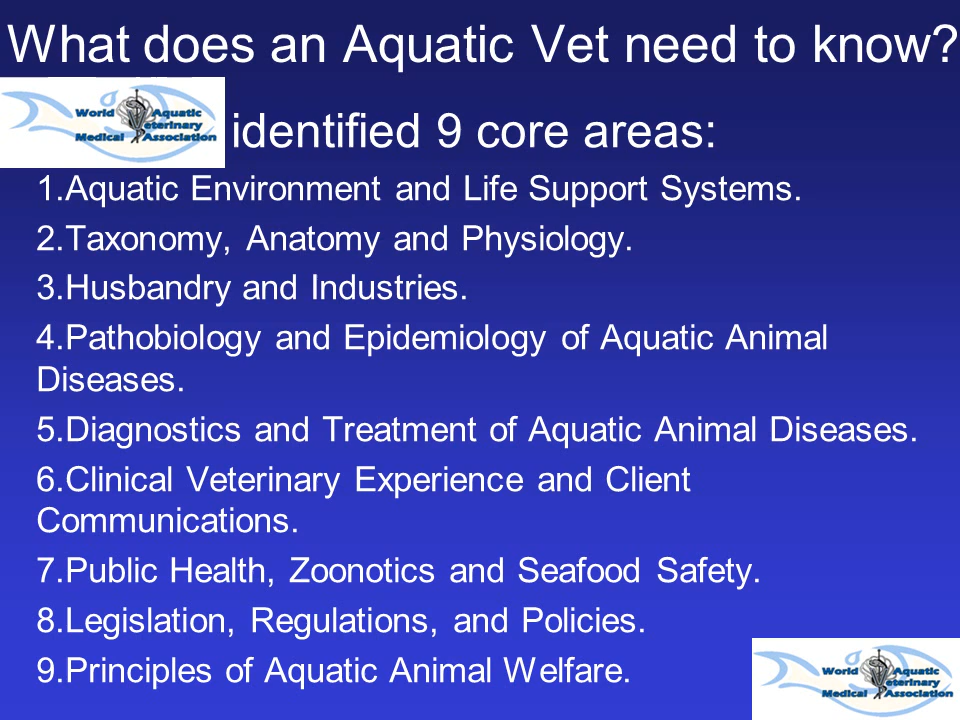 What does an Aquatic Vet need to know?
World Aquatic
Veterinary
Medical Association
identified 9 core areas:
1.Aquatic Environment and Life Support Systems.
2.Taxonomy, Anatomy and Physiology.
3.Husbandry and Industries.
4.Pathobiology and Epidemiology of Aquatic Animal
Diseases.
5.Diagnostics and Treatment of Aquatic Animal Diseases.
6.Clinical Veterinary Experience and Client
Communications.
7.Public Health, Zoonotics and Seafood Safety.
8.Legislation, Regulations, and Policies.
9.Principles of Aquatic Animal Welfare.
World Aquatic
Veterinary
Medical Association